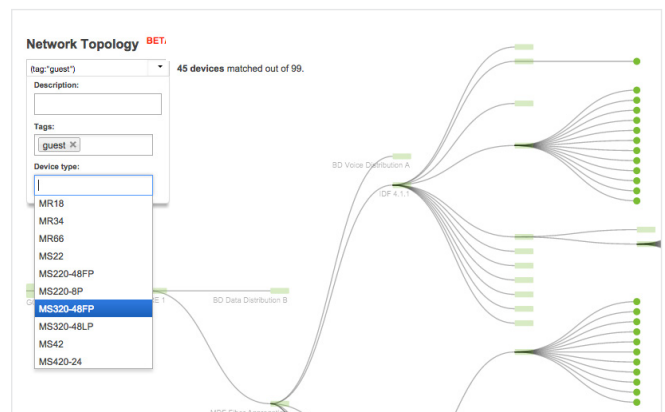 Network Topology BETA
(tag:"guest")
45 devices matched out of 99.
Description:
Tags:
guest ×
Device type:
MR18
MR34
MR66
MS22
MS220-48FP
MS220-8P
MS320-48FP
MS320-48LP
MS42
MS420-24
BD Voice Distribution A
IDF 4.1.1
E 1
BD Data Distribution B